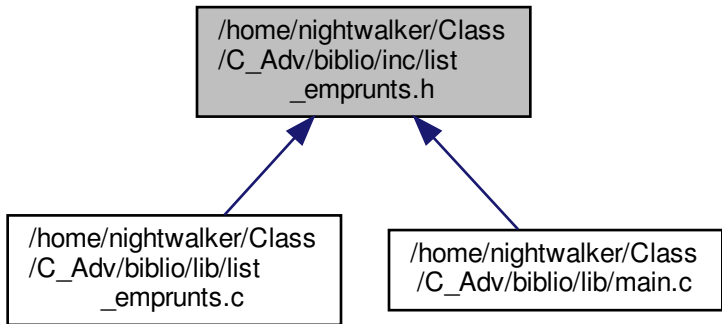 /home/nightwalker/Class
/C_Adv/biblio/inc/list
_emprunts.h
/home/nightwalker/Class
/C_Adv/biblio/lib/list
_emprunts.c
/home/nightwalker/Class
/C_Adv/biblio/lib/main.c